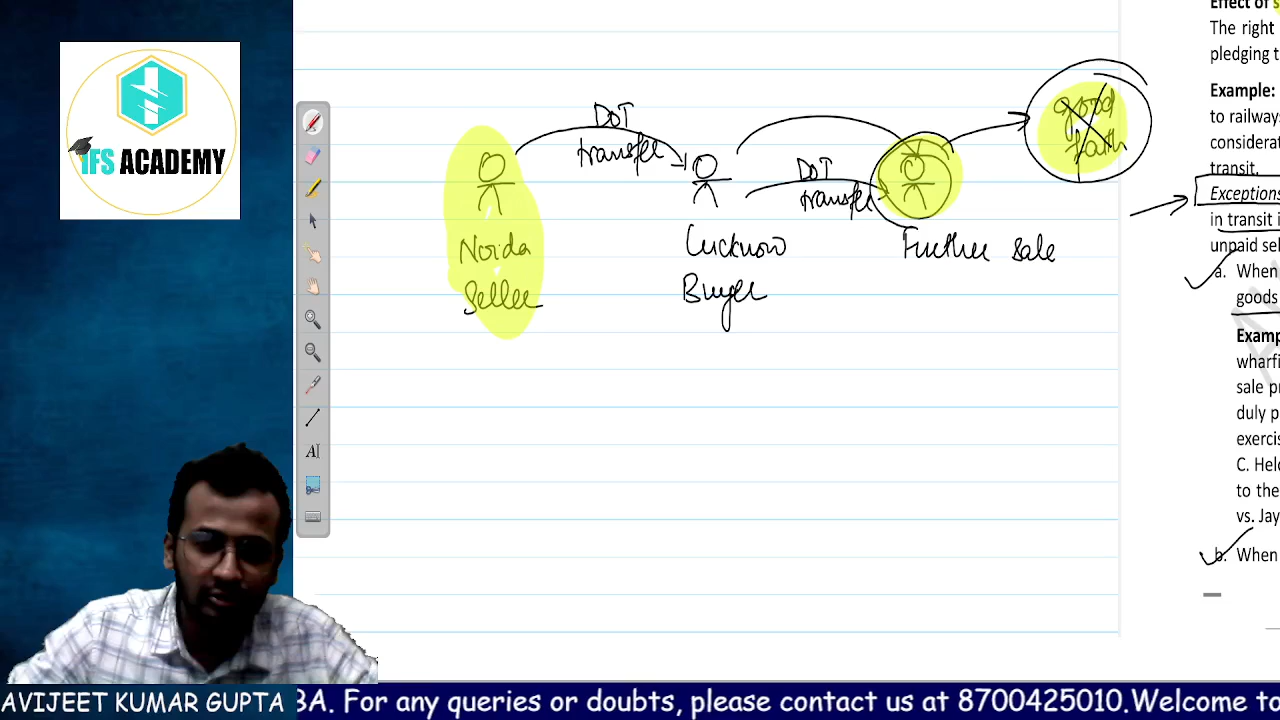 IFS ACADEMY
DOT
transfer
DOT
transfer
good
faith
Noida
Seller
Lucknow
Buyer
Further sale
Effect of s
The right
pledging t
Example:
to railways
considerat
transit.
Exceptions
in transit i
unpaid sel
a. When
goods
Examp
wharfi
sale pr
duly p
exercis
C. Held
to the
vs. Jay
b. When
AI
AVIJEET KUMAR GUPTA BA. For any queries or doubts, please contact us at 8700425010.Welcome to